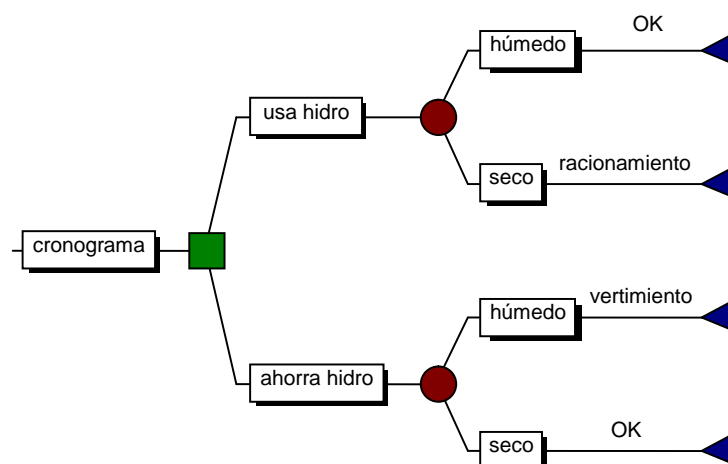 OK
húmedo
usa hidro
seco
racionamiento
cronograma
húmedo
vertimiento
ahorra hidro
seco
OK